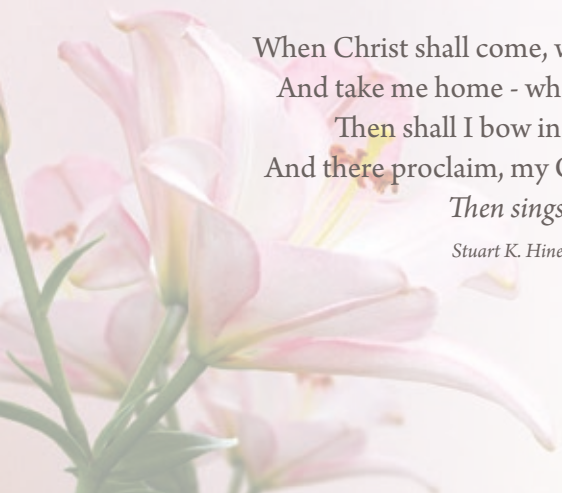 When Christ shall come, w
And take me home - wh
Then shall I bow in
And there proclaim, my G
Then sings
Stuart K. Hine